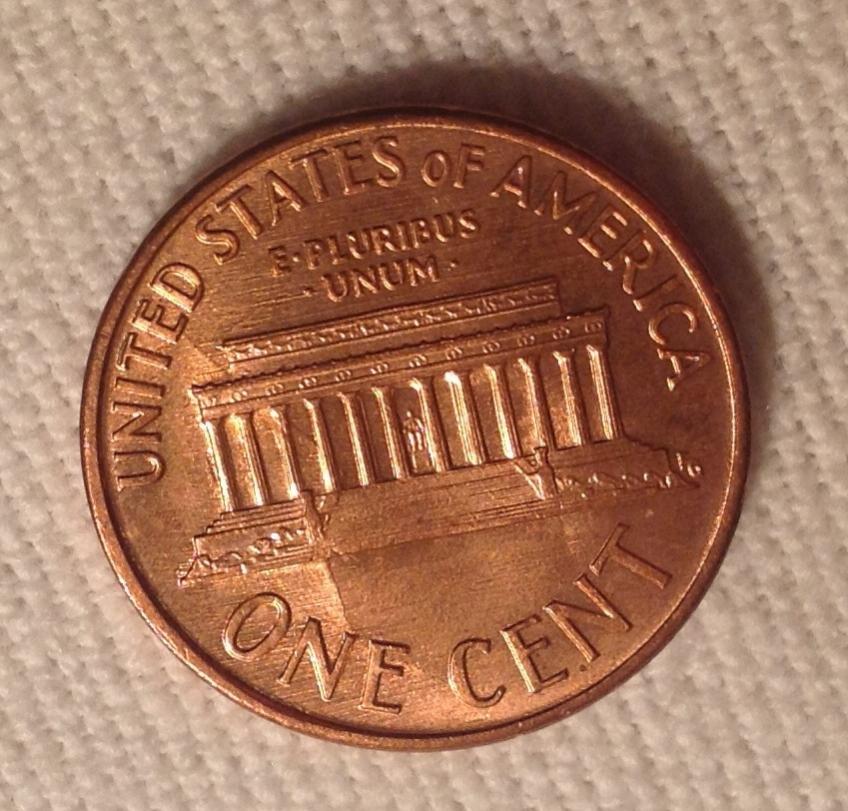 UNITED STATES oF AMERICA
E·PLURIBUS
·UNUM·
ONE CENT